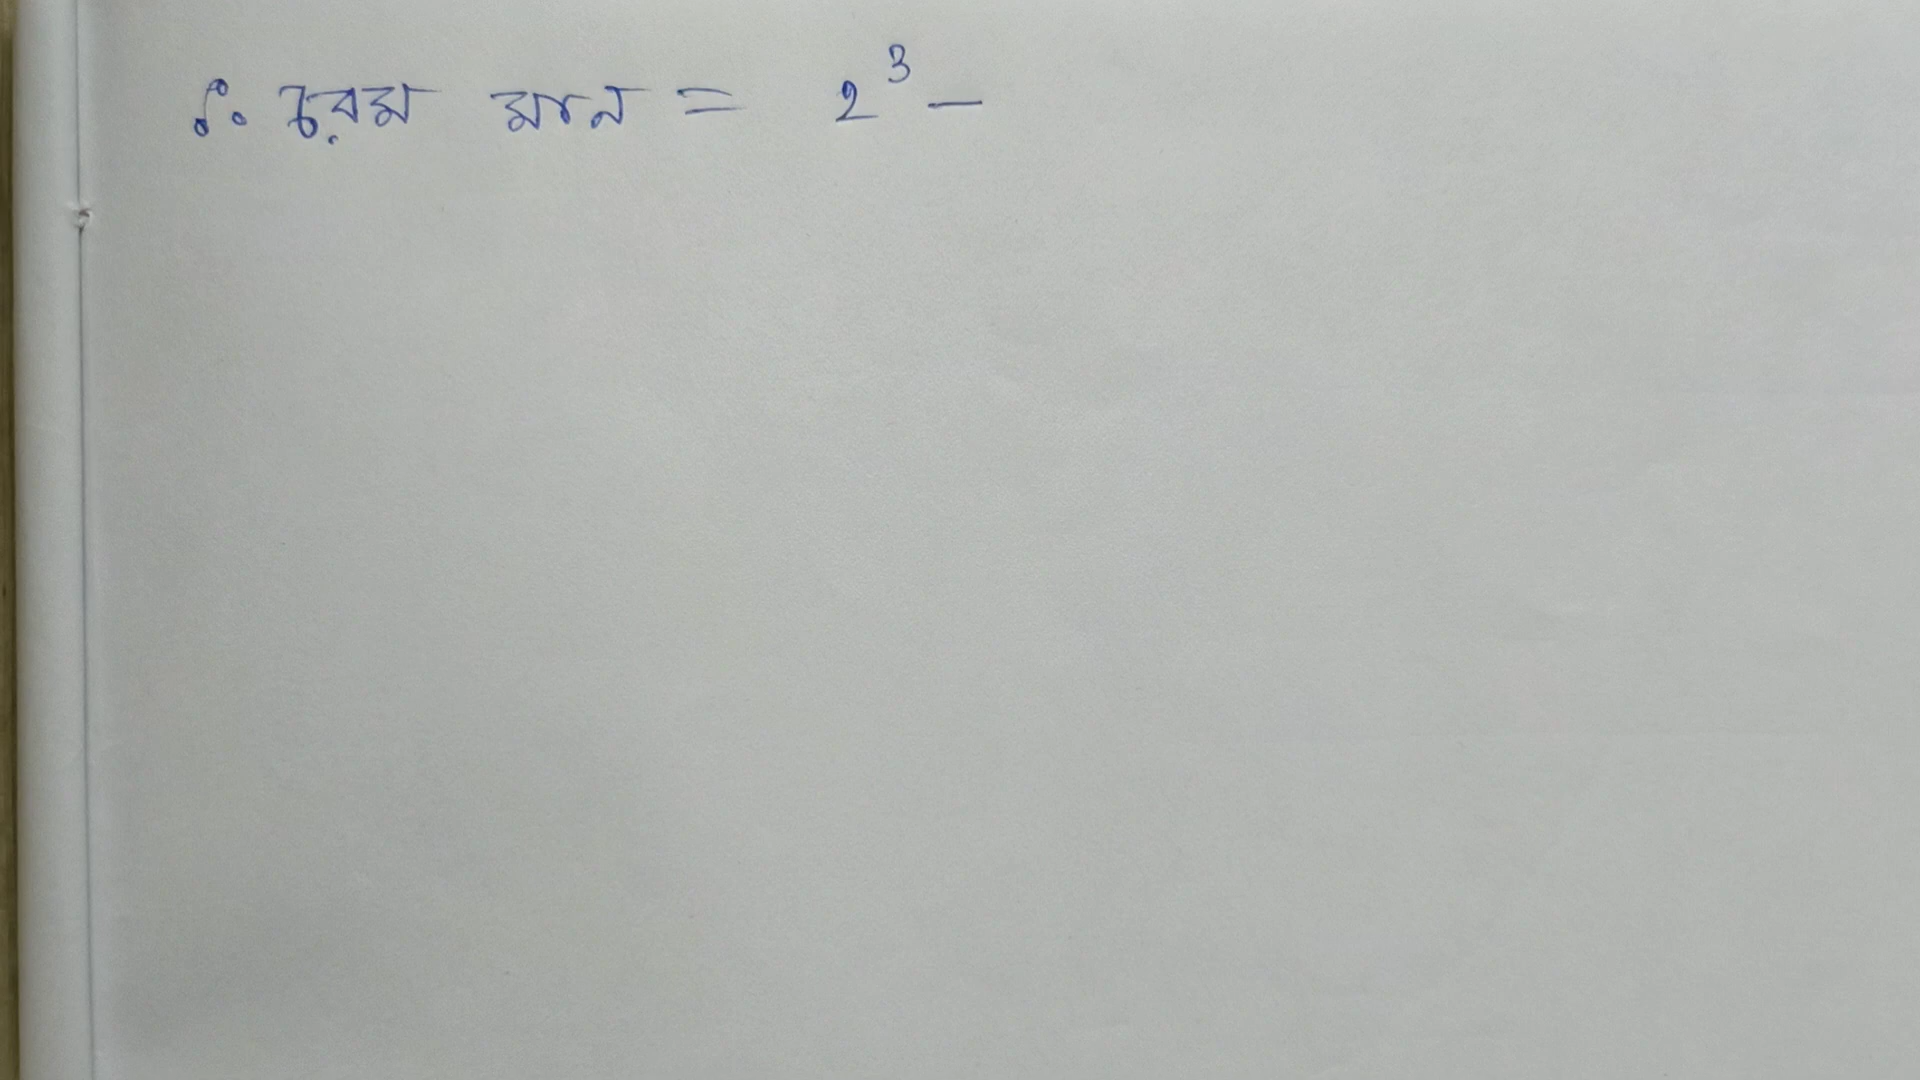 ∴ চরম মান = 2³ −